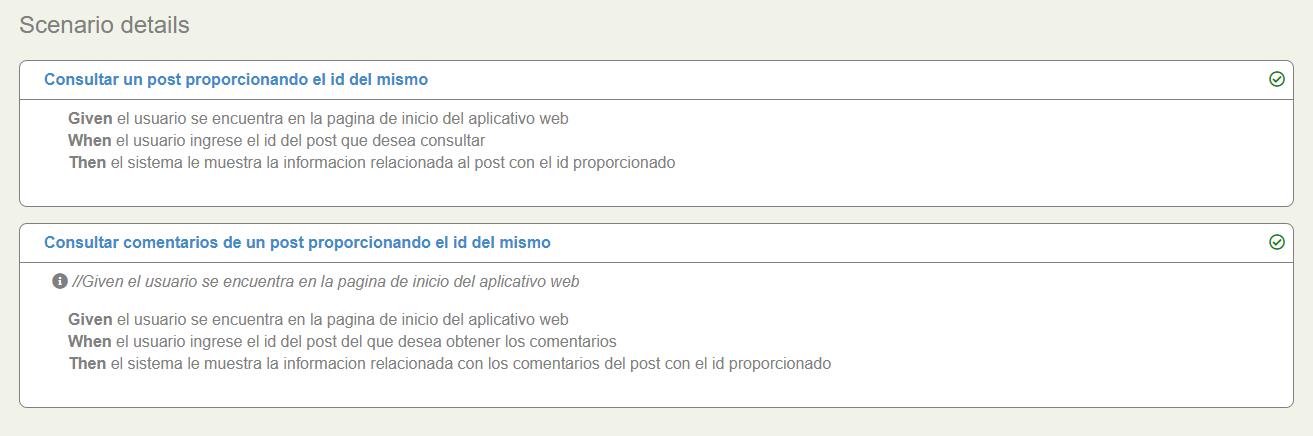 Scenario details
Consultar un post proporcionando el id del mismo
Given el usuario se encuentra en la pagina de inicio del aplicativo web
When el usuario ingrese el id del post que desea consultar
Then el sistema le muestra la informacion relacionada al post con el id proporcionado
Consultar comentarios de un post proporcionando el id del mismo
//Given el usuario se encuentra en la pagina de inicio del aplicativo web
Given el usuario se encuentra en la pagina de inicio del aplicativo web
When el usuario ingrese el id del post del que desea obtener los comentarios
Then el sistema le muestra la informacion relacionada con los comentarios del post con el id proporcionado